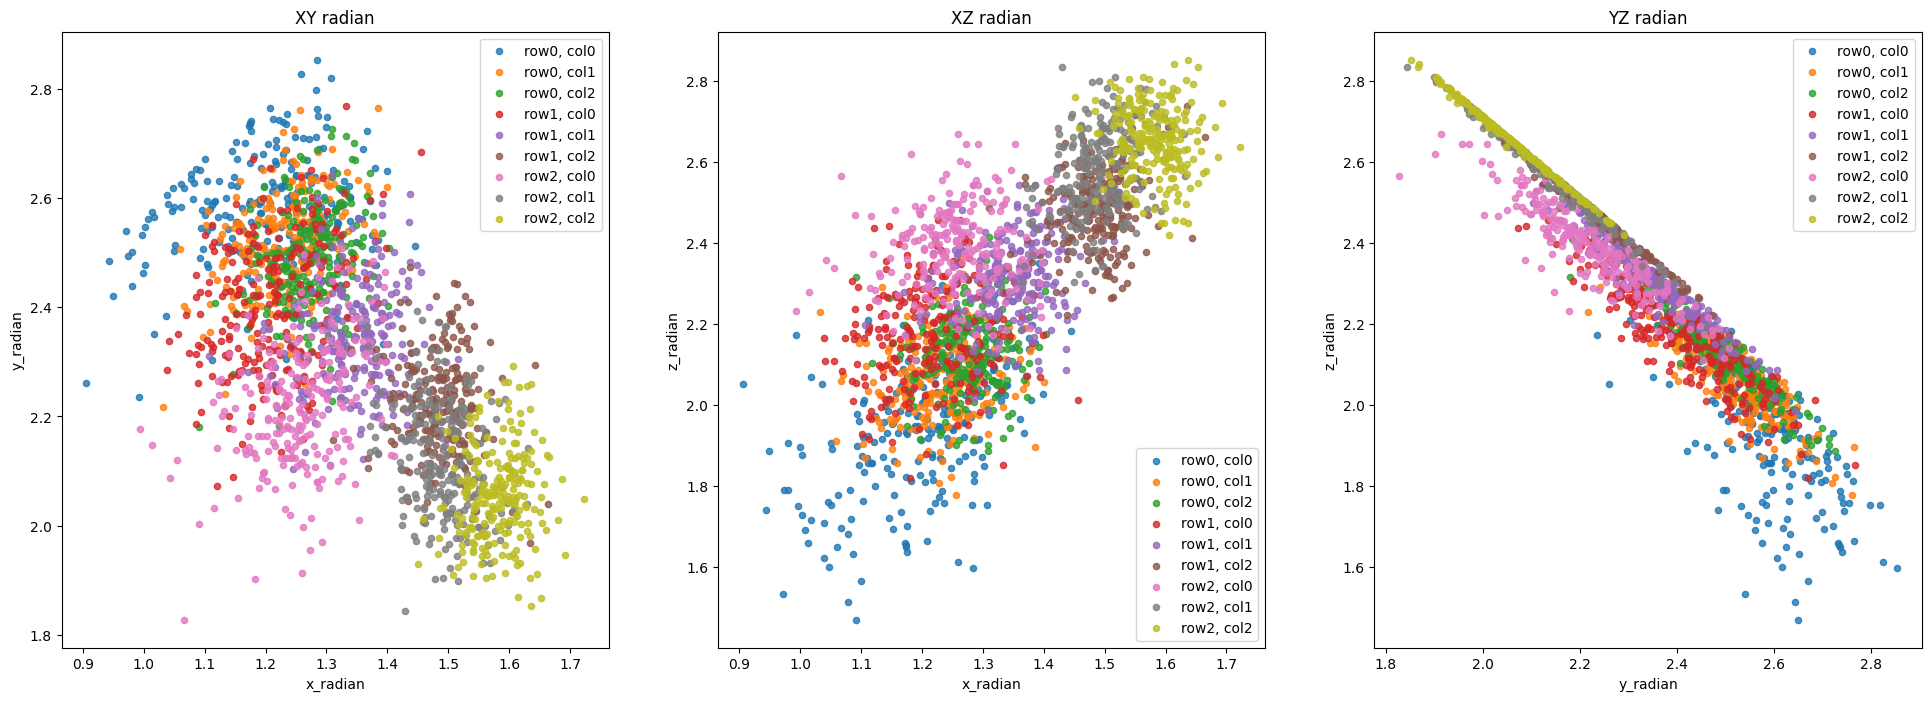 XY radian
y_radian
2.8
2.6
2.4
2.2
2.0
1.8
row0, col0
row0, col1
row0, col2
row1, col0
row1, col1
row1, col2
row2, col0
row2, col1
row2, col2
0.9 1.0 1.1 1.2 1.3 1.4 1.5 1.6 1.7
x_radian
XZ radian
z_radian
2.8
2.6
2.4
2.2
2.0
1.8
1.6
row0, col0
row0, col1
row0, col2
row1, col0
row1, col1
row1, col2
row2, col0
row2, col1
row2, col2
0.9 1.0 1.1 1.2 1.3 1.4 1.5 1.6 1.7
x_radian
YZ radian
z_radian
2.8
2.6
2.4
2.2
2.0
1.8
1.6
row0, col0
row0, col1
row0, col2
row1, col0
row1, col1
row1, col2
row2, col0
row2, col1
row2, col2
1.8 2.0 2.2 2.4 2.6 2.8
y_radian